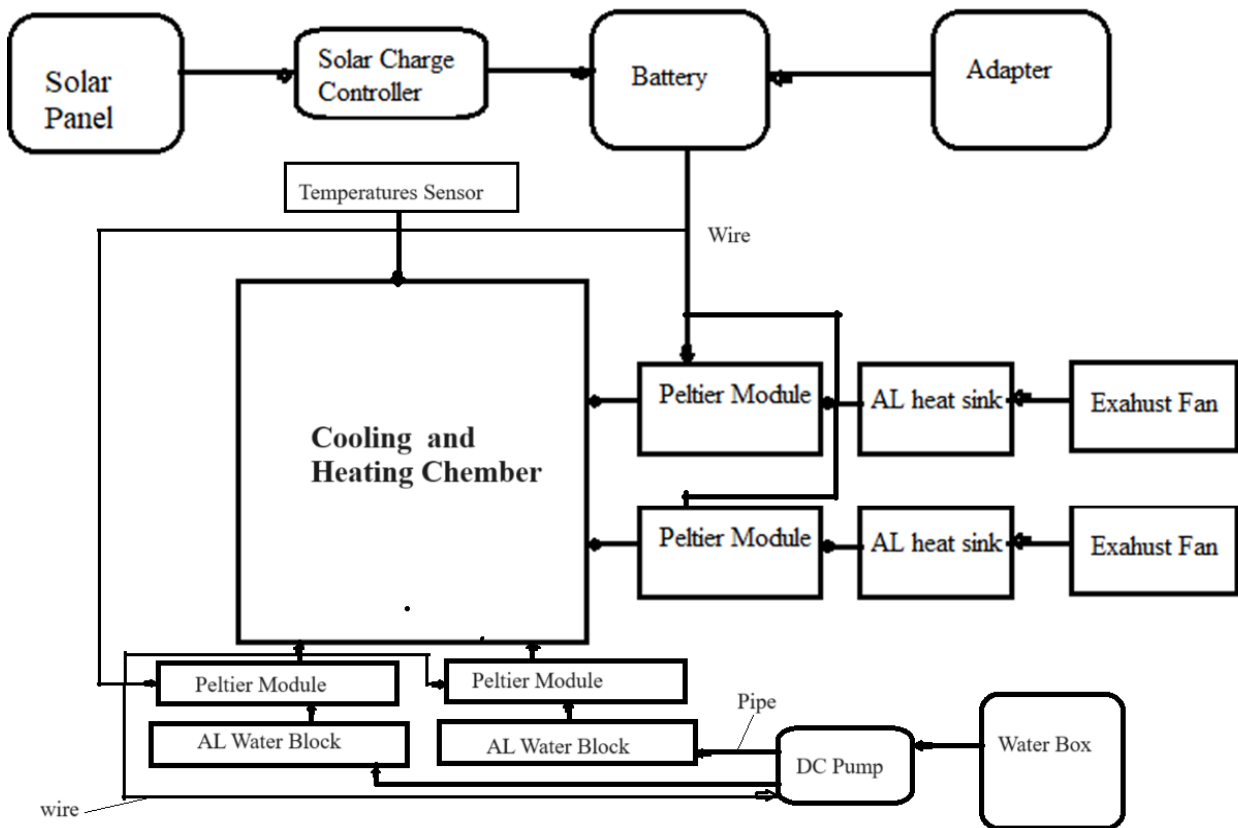 Solar
Panel
Solar Charge
Controller
Battery
Adapter
Temperatures Sensor
Wire
Cooling and
Heating Chember
Peltier Module
AL heat sink
Exahust Fan
Peltier Module
AL heat sink
Exahust Fan
Peltier Module
Peltier Module
AL Water Block
AL Water Block
Pipe
DC Pump
Water Box
wire